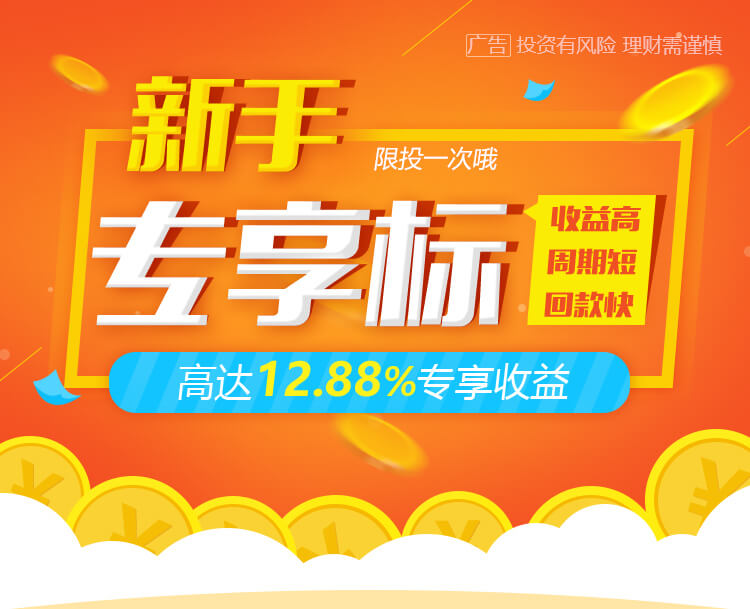 广告 投资有风险 理财需谨慎
新手
限投一次哦
专享标
收益高
周期短
回款快
高达12.88%专享收益
¥
¥
¥
¥